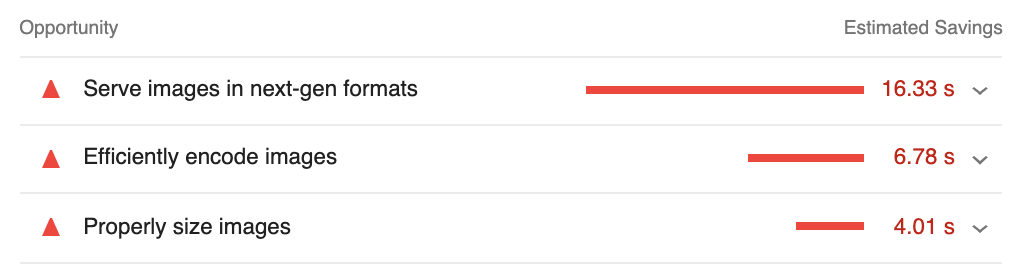 Opportunity Estimated Savings
Serve images in next-gen formats 16.33 s
Efficiently encode images 6.78 s
Properly size images 4.01 s